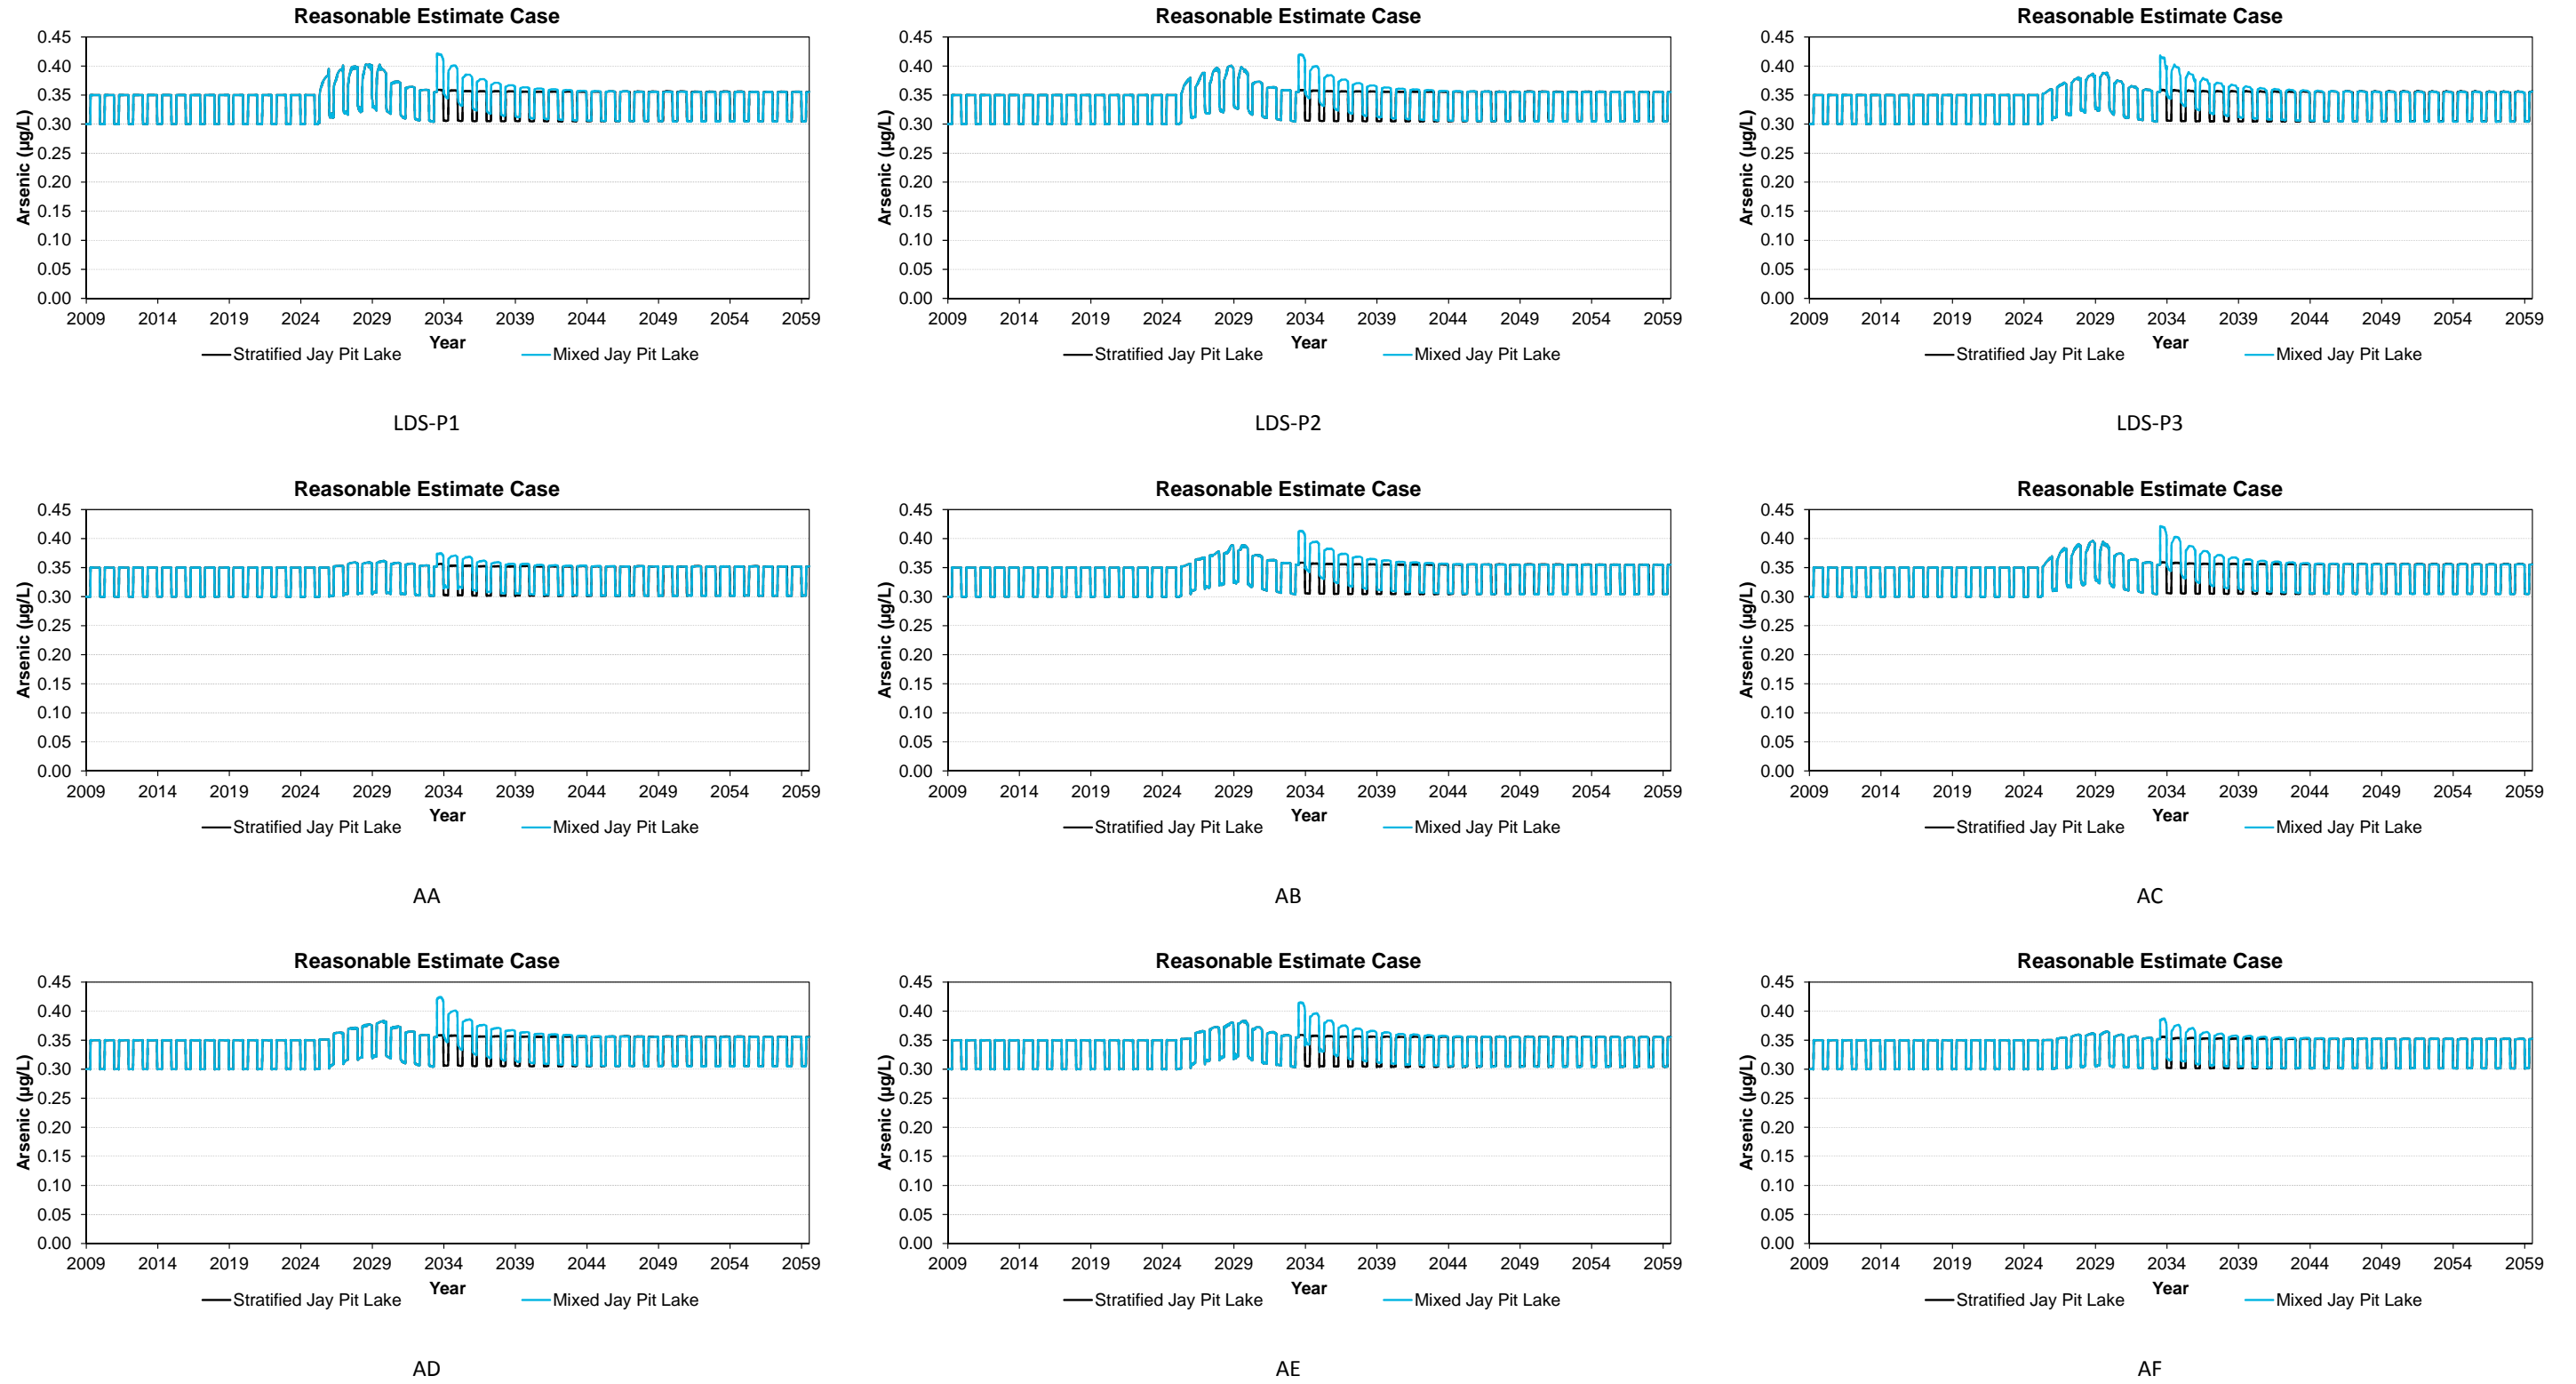 Reasonable Estimate Case
Reasonable Estimate Case
Reasonable Estimate Case
0.45
0.40
0.35
0.30
0.25
0.20
0.15
0.10
0.05
0.00
Arsenic (µg/L)
2009 2014 2019 2024 2029 2034 2039 2044 2049 2054 2059
Year
Stratified Jay Pit Lake
Mixed Jay Pit Lake
0.45
0.40
0.35
0.30
0.25
0.20
0.15
0.10
0.05
0.00
Arsenic (µg/L)
2009 2014 2019 2024 2029 2034 2039 2044 2049 2054 2059
Year
Stratified Jay Pit Lake
Mixed Jay Pit Lake
0.45
0.40
0.35
0.30
0.25
0.20
0.15
0.10
0.05
0.00
Arsenic (µg/L)
2009 2014 2019 2024 2029 2034 2039 2044 2049 2054 2059
Year
Stratified Jay Pit Lake
Mixed Jay Pit Lake
LDS-P1
LDS-P2
LDS-P3
Reasonable Estimate Case
Reasonable Estimate Case
Reasonable Estimate Case
0.45
0.40
0.35
0.30
0.25
0.20
0.15
0.10
0.05
0.00
Arsenic (µg/L)
2009 2014 2019 2024 2029 2034 2039 2044 2049 2054 2059
Year
Stratified Jay Pit Lake
Mixed Jay Pit Lake
0.45
0.40
0.35
0.30
0.25
0.20
0.15
0.10
0.05
0.00
Arsenic (µg/L)
2009 2014 2019 2024 2029 2034 2039 2044 2049 2054 2059
Year
Stratified Jay Pit Lake
Mixed Jay Pit Lake
0.45
0.40
0.35
0.30
0.25
0.20
0.15
0.10
0.05
0.00
Arsenic (µg/L)
2009 2014 2019 2024 2029 2034 2039 2044 2049 2054 2059
Year
Stratified Jay Pit Lake
Mixed Jay Pit Lake
AA
AB
AC
Reasonable Estimate Case
Reasonable Estimate Case
Reasonable Estimate Case
0.45
0.40
0.35
0.30
0.25
0.20
0.15
0.10
0.05
0.00
Arsenic (µg/L)
2009 2014 2019 2024 2029 2034 2039 2044 2049 2054 2059
Year
Stratified Jay Pit Lake
Mixed Jay Pit Lake
0.45
0.40
0.35
0.30
0.25
0.20
0.15
0.10
0.05
0.00
Arsenic (µg/L)
2009 2014 2019 2024 2029 2034 2039 2044 2049 2054 2059
Year
Stratified Jay Pit Lake
Mixed Jay Pit Lake
0.45
0.40
0.35
0.30
0.25
0.20
0.15
0.10
0.05
0.00
Arsenic (µg/L)
2009 2014 2019 2024 2029 2034 2039 2044 2049 2054 2059
Year
Stratified Jay Pit Lake
Mixed Jay Pit Lake
AD
AE
AF